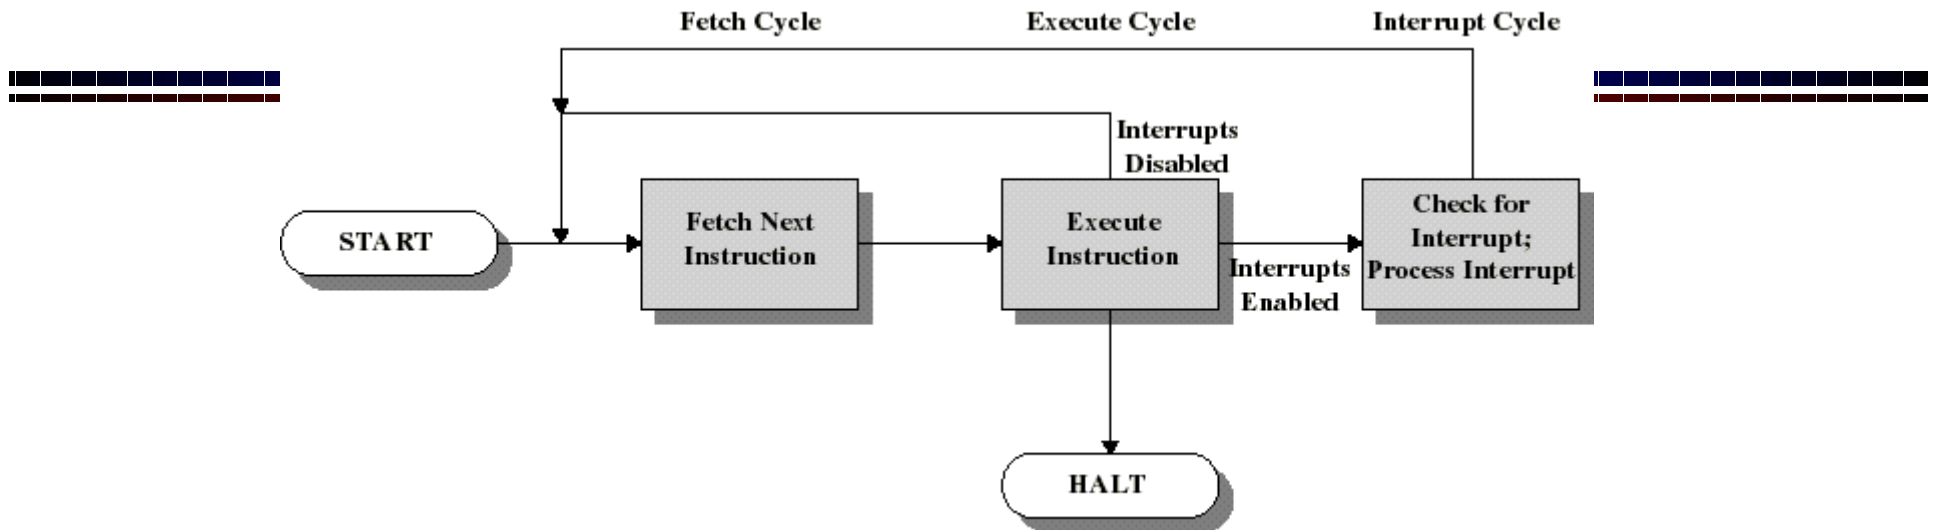 Fetch Cycle
Execute Cycle
Interrupt Cycle
Interrupts
Disabled
START
Fetch Next
Instruction
Execute
Instruction
Interrupts
Enabled
Check for
Interrupt;
Process Interrupt
HALT